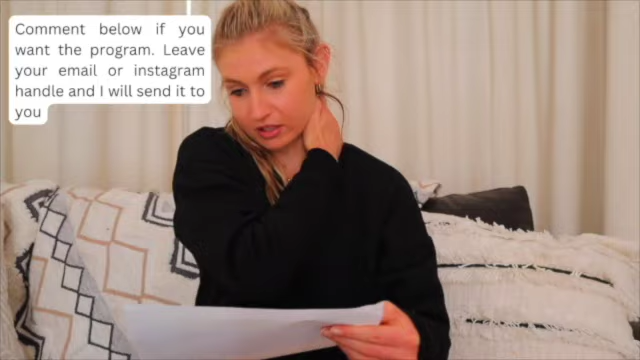 Comment below if you
want the program. Leave
your email or instagram
handle and I will send it to
you